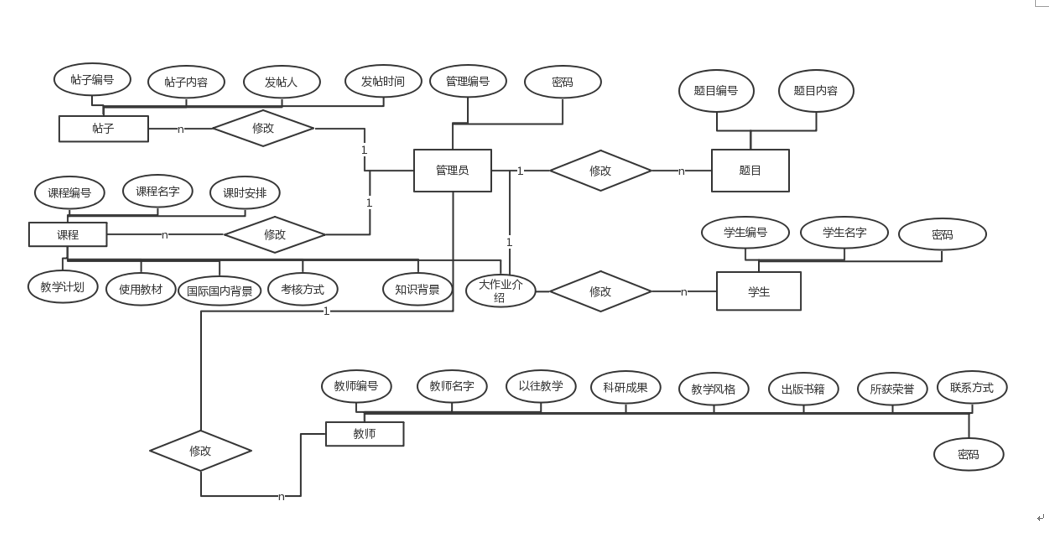 帖子编号
帖子内容
发帖人
发帖时间
管理编号
密码
题目编号
题目内容
帖子
n
修改
1
管理员
1
修改
n
题目
课程编号
课程名字
课时安排
1
课程
n
修改
1
学生编号
学生名字
密码
教学计划
使用教材
国际国内背景
考核方式
知识背景
大作业介
绍
修改
n
学生
1
教师编号
教师名字
以往教学
科研成果
教学风格
出版书籍
所获荣誉
联系方式
教师
修改
密码
n